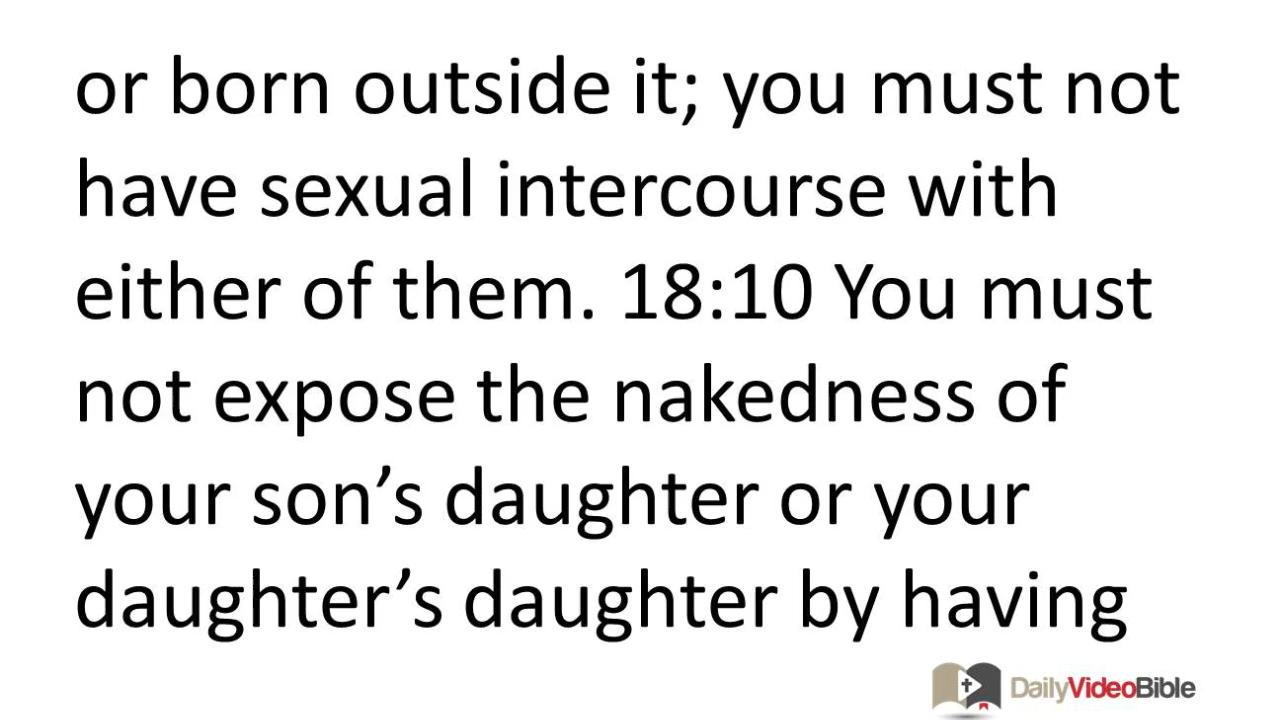 or born outside it; you must not
have sexual intercourse with
either of them. 18:10 You must
not expose the nakedness of
your son’s daughter or your
daughter’s daughter by having
DailyVideoBible